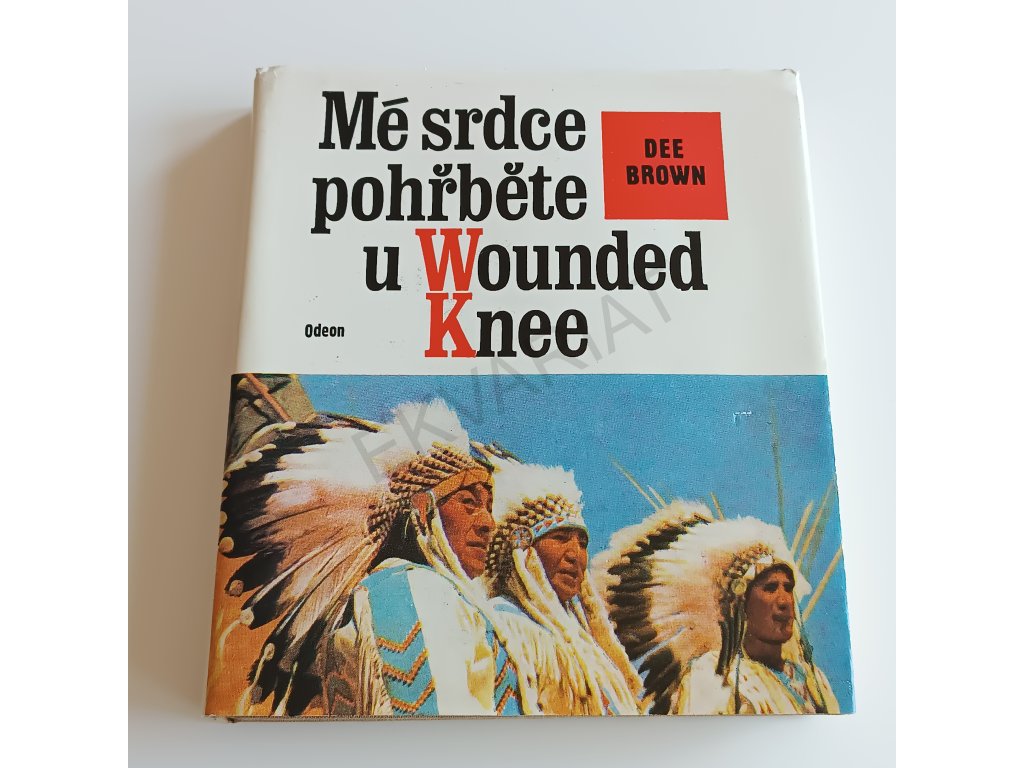 Mé srdce
pohřběte
u Wounded
Knee
DEE
BROWN
Odeon
EKVARIAT